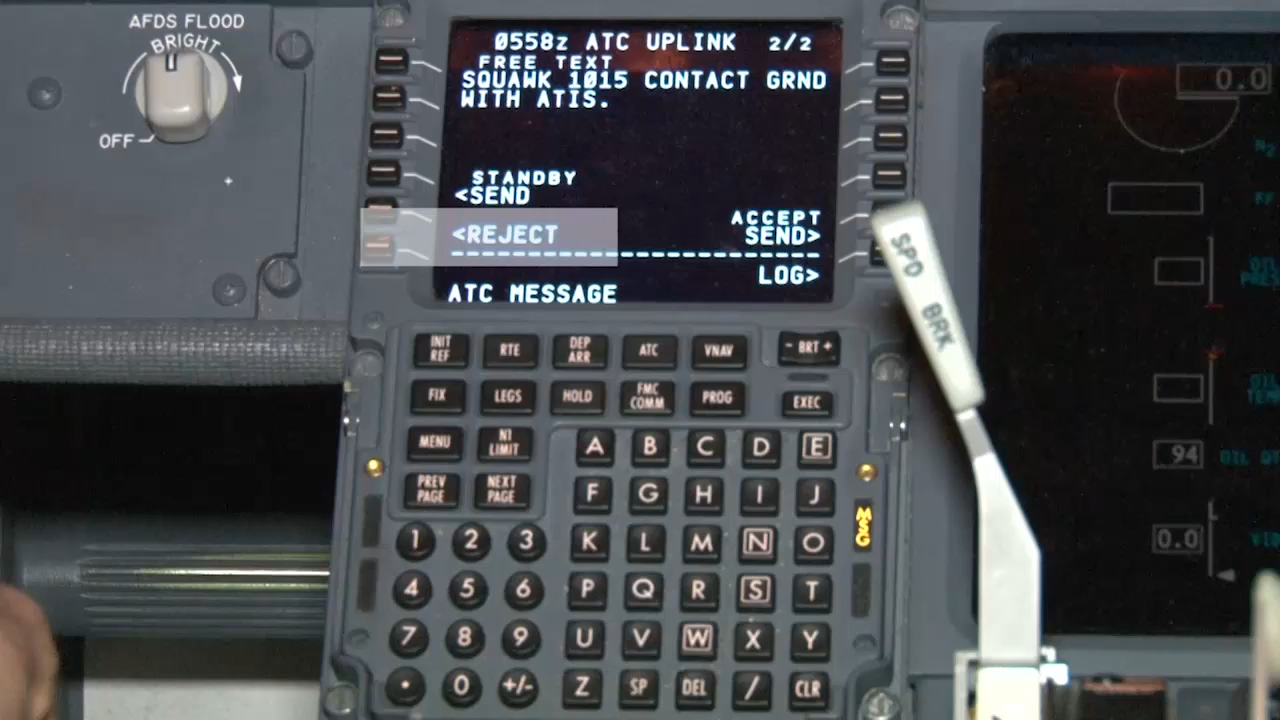 AFDS FLOOD
BRIGHT
OFF
0558z ATC UPLINK 2/2
FREE TEXT
SQUAWK 1015 CONTACT GRND
WITH ATIS.
STANDBY
<SEND
ACCEPT
<REJECT SEND>
LOG>
ATC MESSAGE
INIT REF RTE DEP ARR ATC VNAV - BRT +
FIX LEGS HOLD FMC COMM PROG EXEC
MENU N1 LIMIT A B C D E
PREV PAGE NEXT PAGE F G H I J
1 2 3 K L M N O
4 5 6 P Q R S T
7 8 9 U V W X Y
. 0 +/- Z SP DEL / CLR
MSG
SPD BRK
0.0
N2
94
OIL
0.0